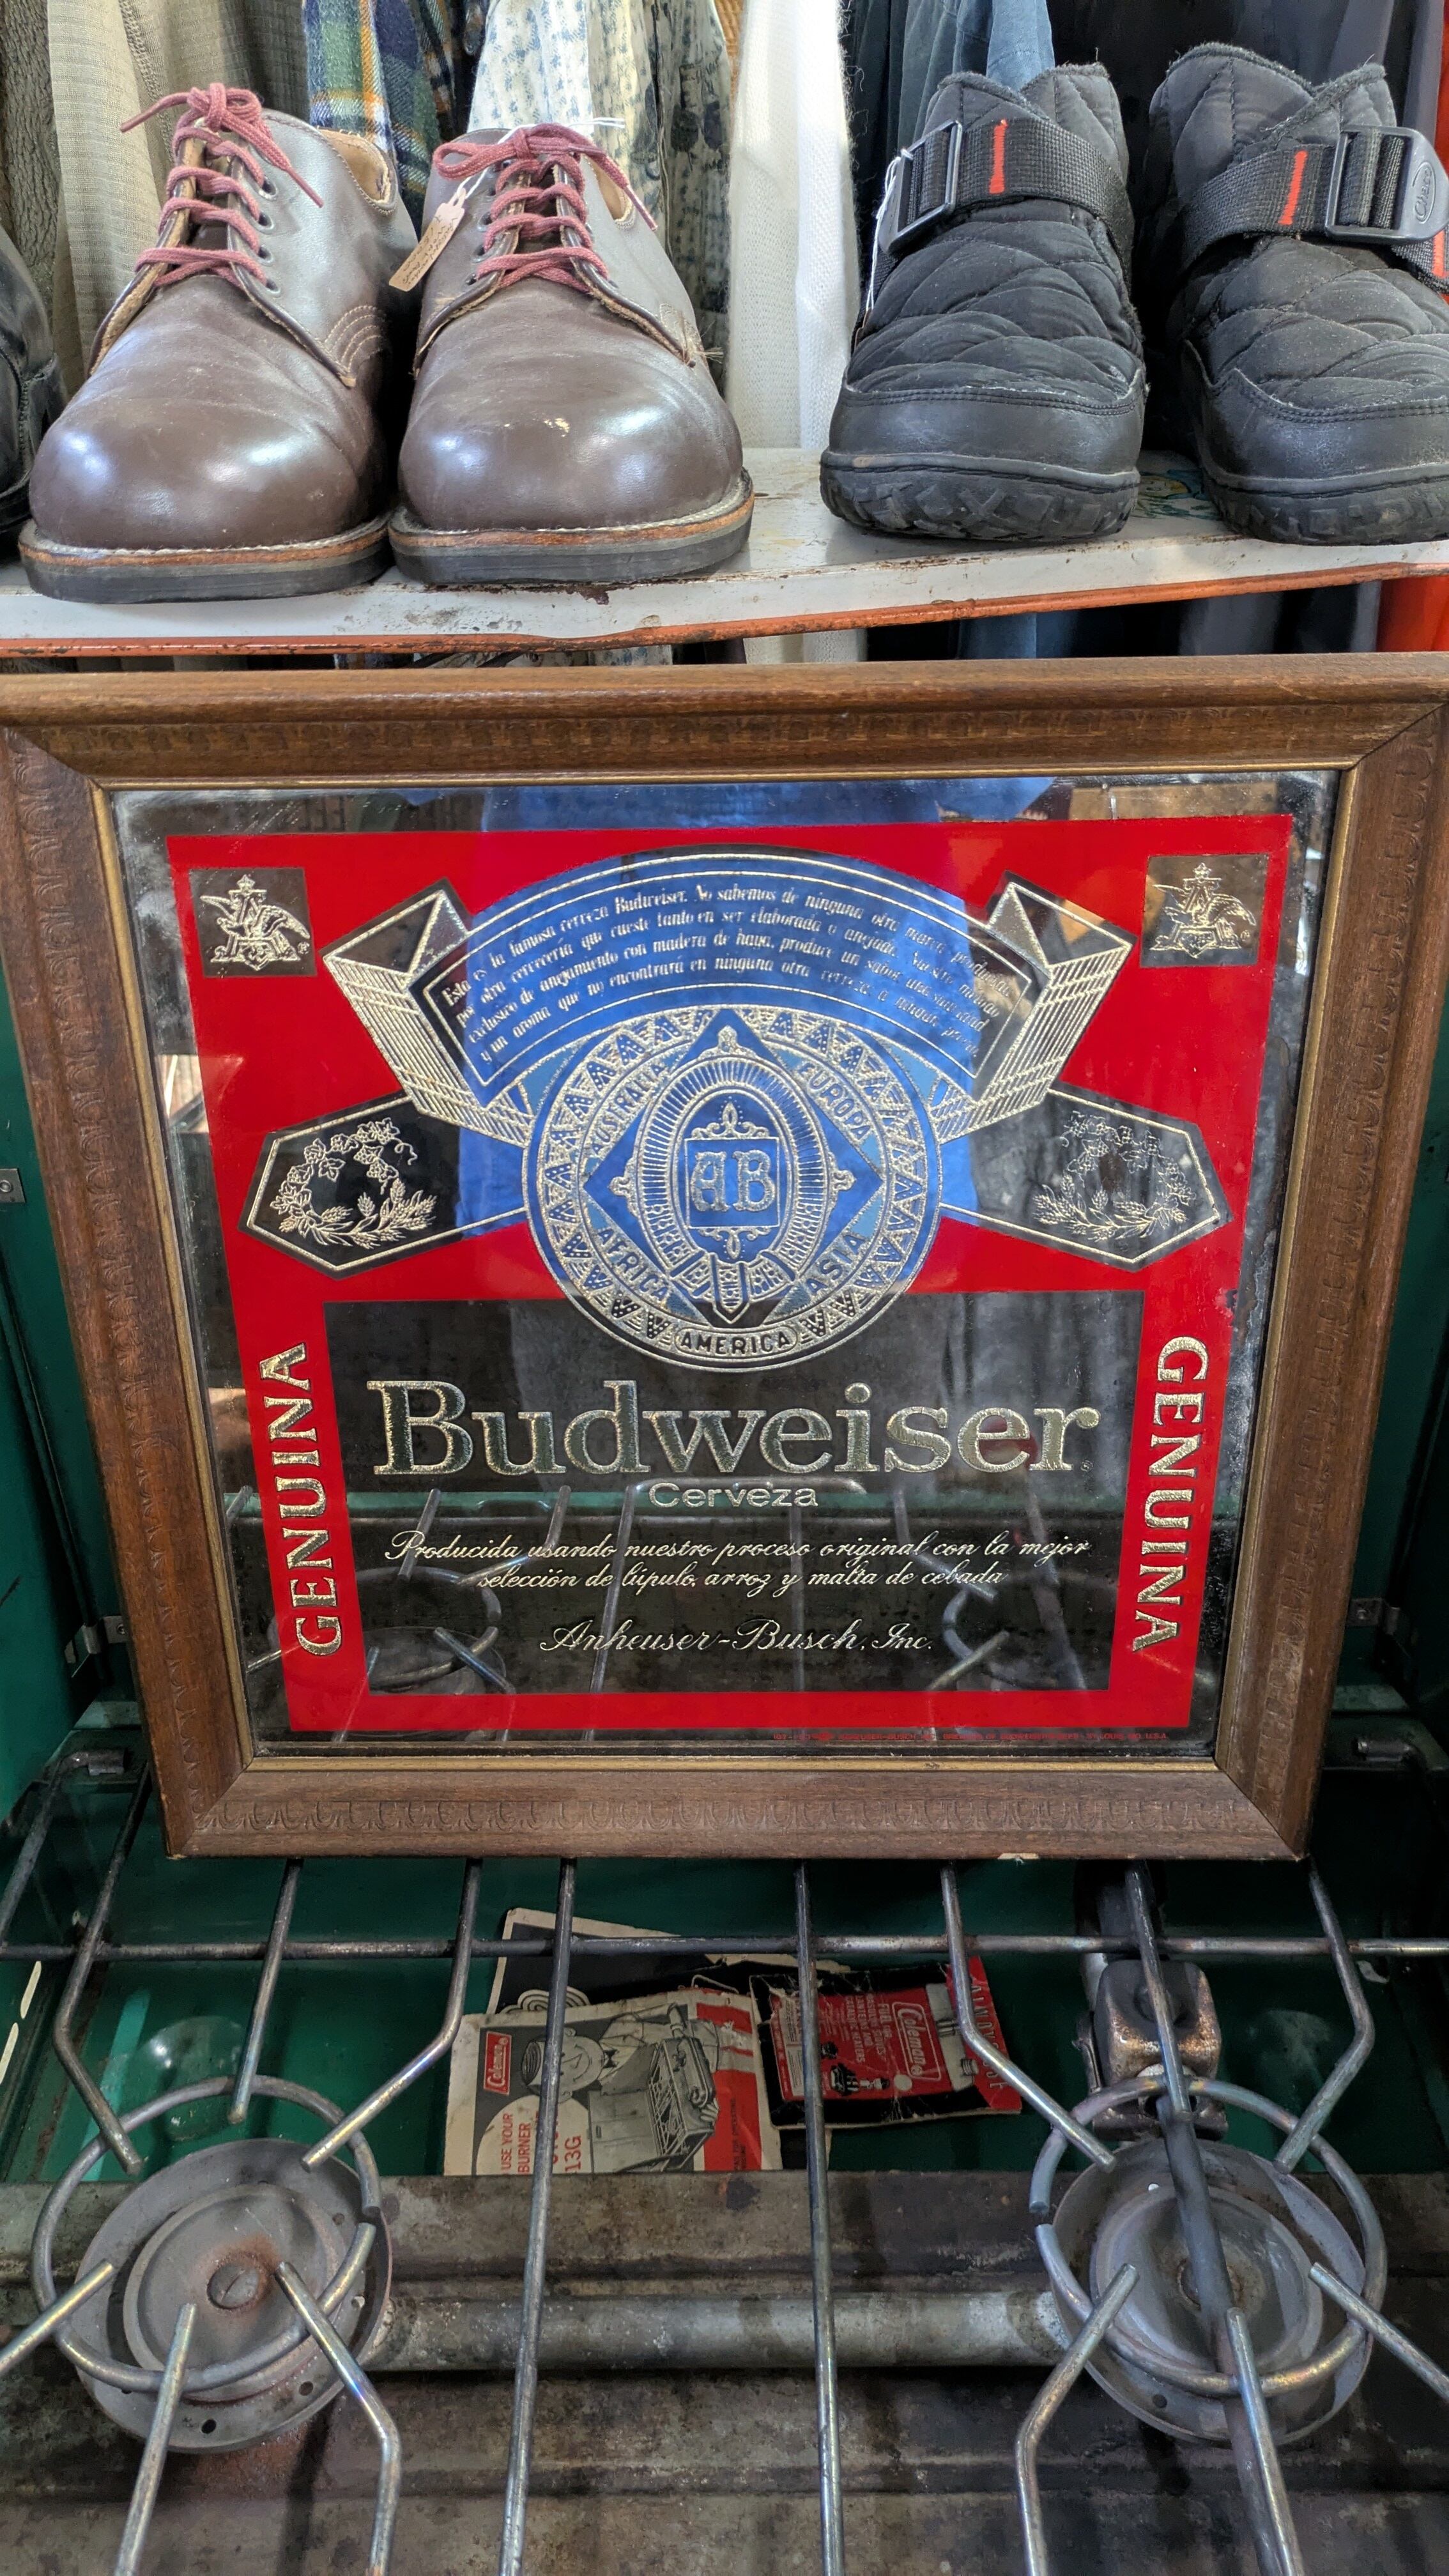 Esta es la famosa cerveza Budweiser. No sabemos de ninguna otra marca producida
por otra cervecería que cueste tanto en ser elaborada o añejada. Nuestro método
exclusivo de añejamiento con madera de haya, produce un sabor, una suavidad
y un aroma que no encontrará en ninguna otra cerveza, a ningún precio.
AUSTRALIA
EUROPA
AB
AFRICA
ASIA
AMERICA
GENUINA
GENUINA
Budweiser
Cerveza
Producida usando nuestro proceso original con la mejor
selección de lúpulo, arroz y malta de cebada
Anheuser-Busch, Inc.
Coleman
Coleman
USE YOUR
BURNER